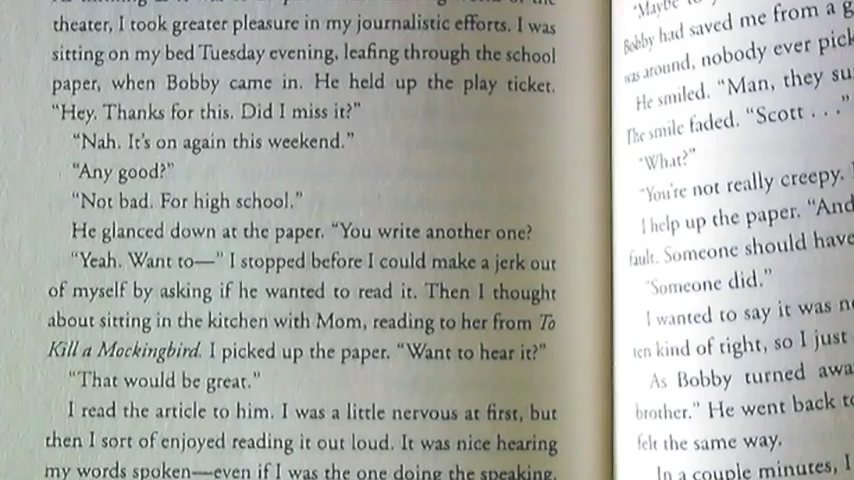 theater, I took greater pleasure in my journalistic efforts. I was
sitting on my bed Tuesday evening, leafing through the school
paper, when Bobby came in. He held up the play ticket.
“Hey. Thanks for this. Did I miss it?”
“Nah. It’s on again this weekend.”
“Any good?”
“Not bad. For high school.”
He glanced down at the paper. “You write another one?
“Yeah. Want to—” I stopped before I could make a jerk out
of myself by asking if he wanted to read it. Then I thought
about sitting in the kitchen with Mom, reading to her from To
Kill a Mockingbird. I picked up the paper. “Want to hear it?”
“That would be great.”
I read the article to him. I was a little nervous at first, but
then I sort of enjoyed reading it out loud. It was nice hearing
my words spoken—even if I was the one doing the speaking.
“Maybe
Bobby had saved me from a g
was around, nobody ever pick
He smiled. “Man, they su
The smile faded. “Scott . . .”
“What?”
“You’re not really creepy.
I help up the paper. “And
fault. Someone should have
“Someone did.”
I wanted to say it was
ten kind of right, so I just
As Bobby turned awa
brother.” He went back to
felt the same way.
In a couple minutes, I